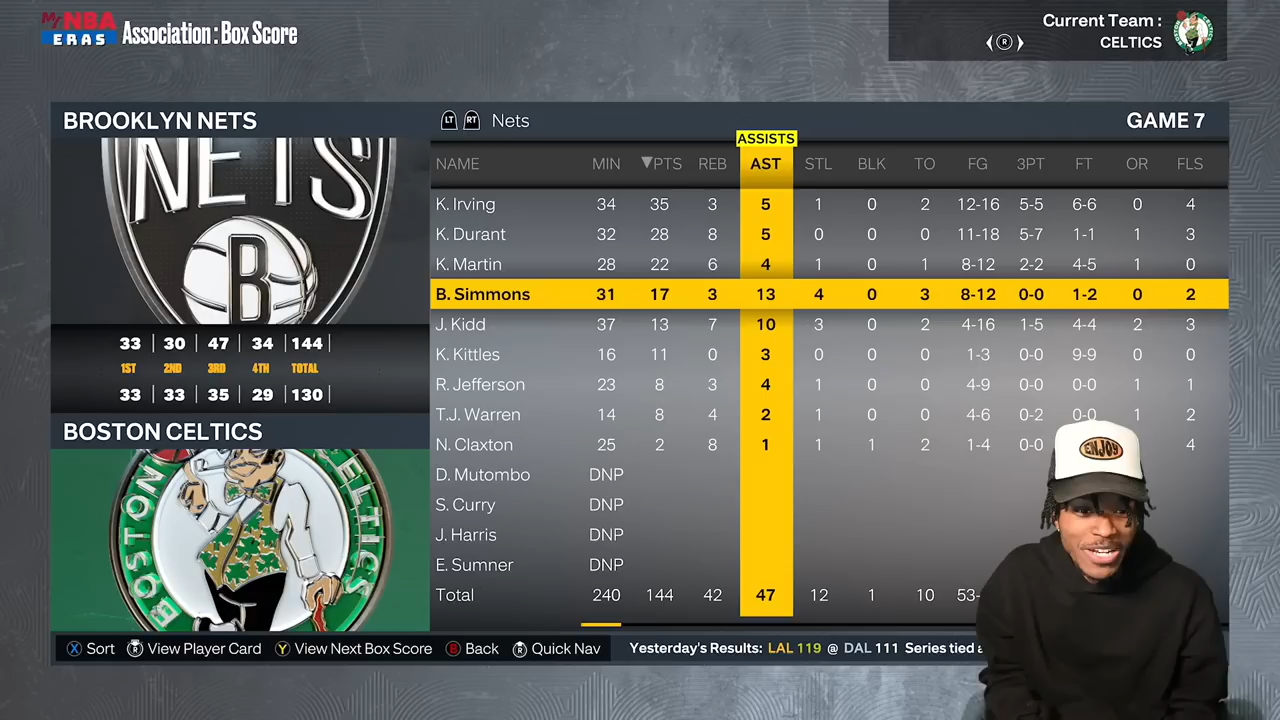 My NBA ERAS Association : Box Score
Current Team :
R CELTICS
BROOKLYN NETS
LT RT Nets GAME 7
ASSISTS
NAME MIN ▼PTS REB AST STL BLK TO FG 3PT FT OR FLS
K. Irving 34 35 3 5 1 0 2 12-16 5-5 6-6 0 4
K. Durant 32 28 8 5 0 0 0 11-18 5-7 1-1 1 3
K. Martin 28 22 6 4 1 0 1 8-12 2-2 4-5 1 0
B. Simmons 31 17 3 13 4 0 3 8-12 0-0 1-2 0 2
J. Kidd 37 13 7 10 3 0 2 4-16 1-5 4-4 2 3
K. Kittles 16 11 0 3 0 0 0 1-3 0-0 9-9 0 0
R. Jefferson 23 8 3 4 1 0 0 4-9 0-0 0-0 1 1
T.J. Warren 14 8 4 2 1 0 0 4-6 0-2 0-0 1 2
N. Claxton 25 2 8 1 1 1 2 1-4 0-0 4
D. Mutombo DNP
S. Curry DNP
J. Harris DNP
E. Sumner DNP
Total 240 144 42 47 12 1 10 53-
NETS
B
33 | 30 | 47 | 34 | 144 |
1ST 2ND 3RD 4TH TOTAL
33 | 33 | 35 | 29 | 130 |
BOSTON CELTICS
BOSTON CELTICS
ENJOY
X Sort R View Player Card Y View Next Box Score B Back R Quick Nav
Yesterday's Results: LAL 119 @ DAL 111 Series tied